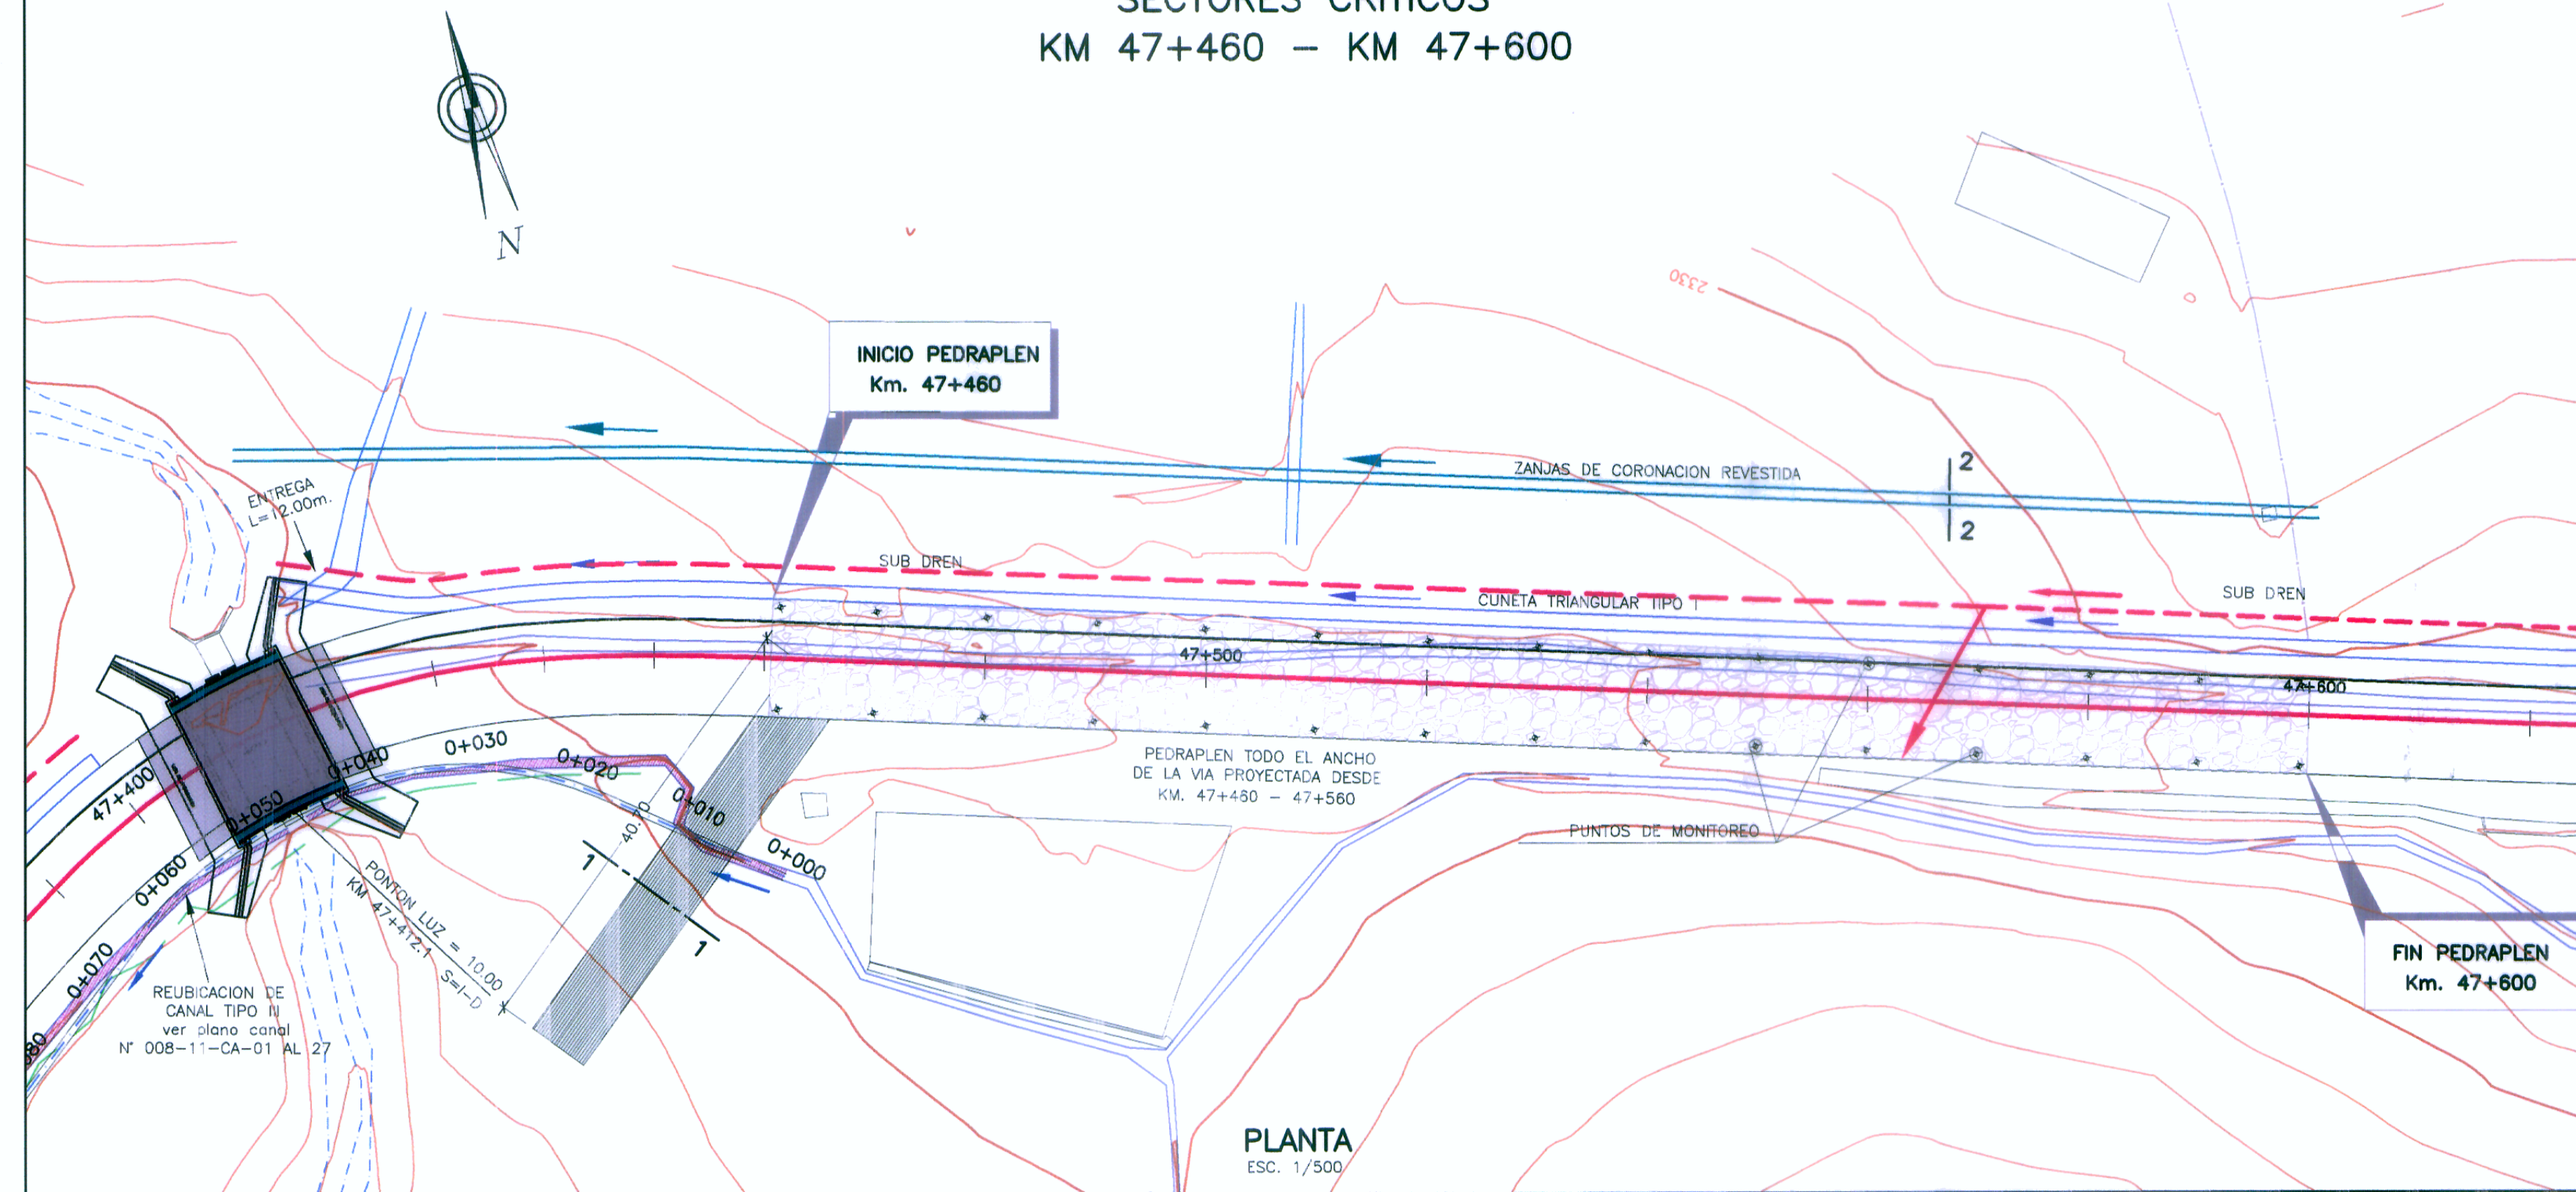 SECTORES CRITICOS
KM 47+460 – KM 47+600
N
2330
INICIO PEDRAPLEN
Km. 47+460
ZANJAS DE CORONACION REVESTIDA
2
2
ENTREGA
L=12.00m.
SUB DREN
CUNETA TRIANGULAR TIPO I
SUB DREN
47+500
47+600
47+400
0+000
0+010
0+020
0+030
0+040
0+050
0+060
0+070
80
PEDRAPLEN TODO EL ANCHO
DE LA VIA PROYECTADA DESDE
KM. 47+460 – 47+560
PUNTOS DE MONITOREO
1
1
PONTON LUZ = 10.00
KM 47+412.1 S=I-D
REUBICACION DE
CANAL TIPO III
ver plano canal
N° 008-11-CA-01 AL 27
FIN PEDRAPLEN
Km. 47+600
PLANTA
ESC. 1/500